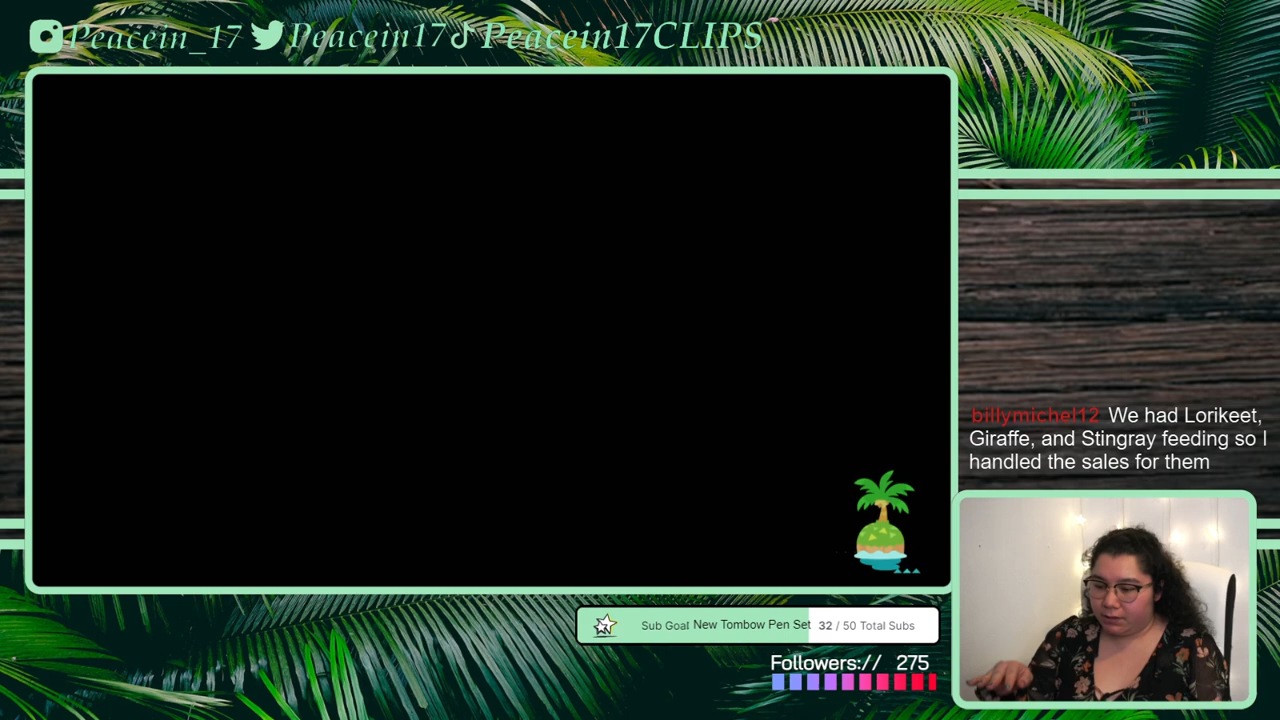 Peacein_17 Peacein17 Peacein17CLIPS
billymichel12 We had Lorikeet,
Giraffe, and Stingray feeding so I
handled the sales for them
Sub Goal New Tombow Pen Set 32 / 50 Total Subs
Followers:// 275